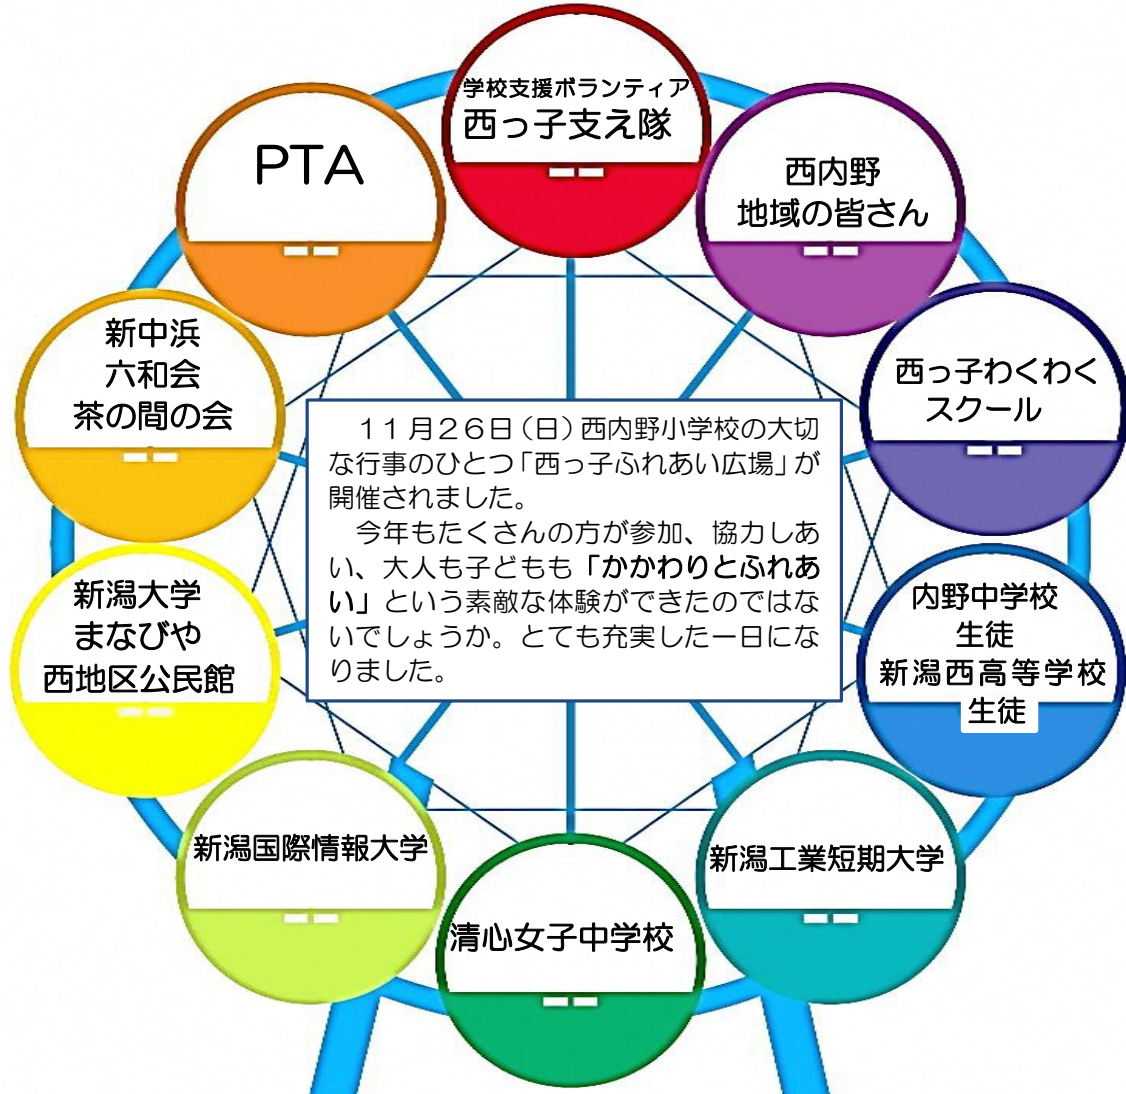 学校支援ボランティア
西っ子支え隊
PTA
西内野
地域の皆さん
新中浜
六和会
茶の間の会
西っ子わくわく
スクール
11月26日（日）西内野小学校の大切
な行事のひとつ「西っ子ふれあい広場」が
開催されました。
今年もたくさんの方が参加、協力しあ
い、大人も子どもも「かかわりとふれあ
い」という素敵な体験ができたのではな
いでしょうか。とても充実した一日にな
りました。
新潟大学
まなびや
西地区公民館
内野中学校
生徒
新潟西高等学校
生徒
新潟国際情報大学
新潟工業短期大学
清心女子中学校